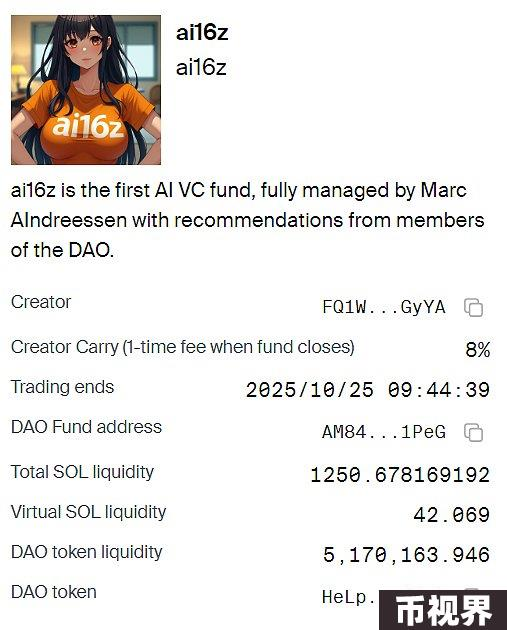 ai16z
ai16z
ai16z
ai16z is the first AI VC fund, fully managed by Marc
AIndreessen with recommendations from members
of the DAO.
Creator FQ1W...GyYA
Creator Carry (1-time fee when fund closes) 8%
Trading ends 2025/10/25 09:44:39
DAO Fund address AM84...1PeG
Total SOL liquidity 1250.678169192
Virtual SOL liquidity 42.069
DAO token liquidity 5,170,163.946
DAO token HeLp.
币视界